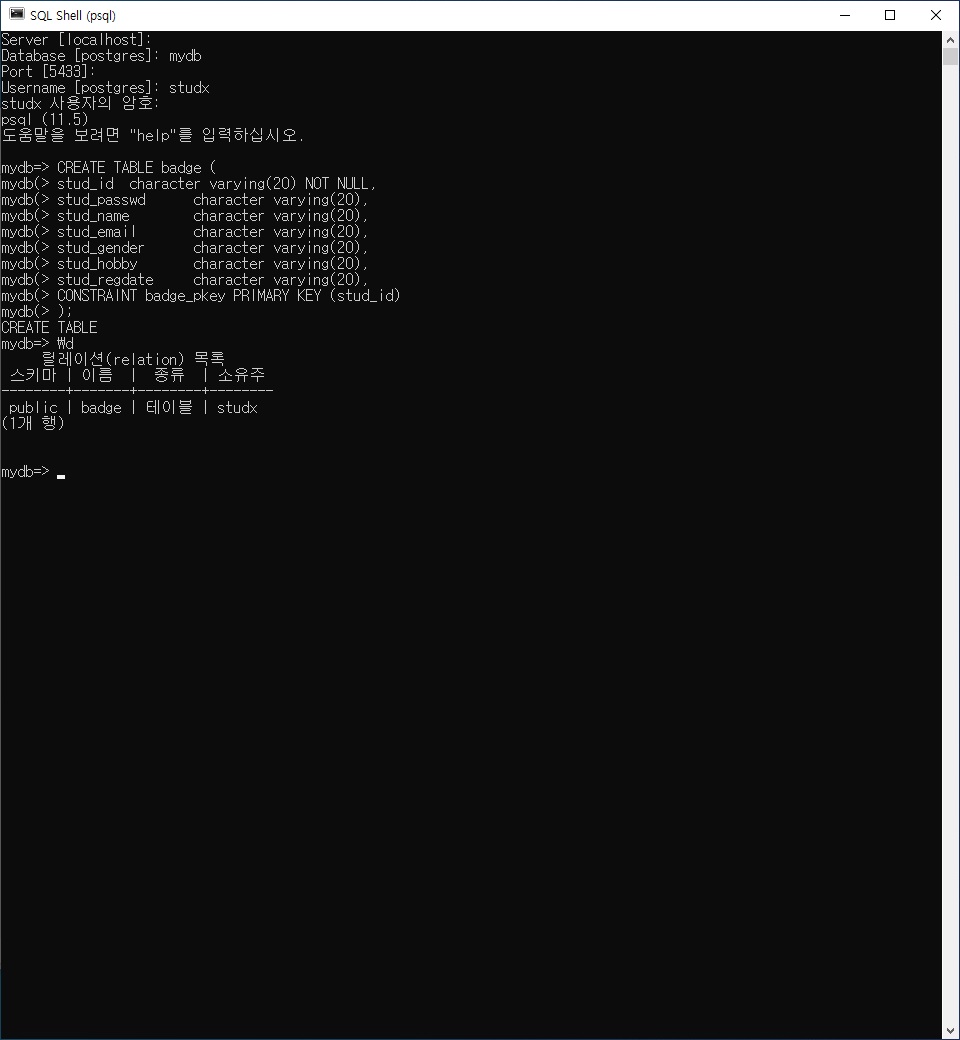 SQL Shell (psql)
Server [localhost]:
Database [postgres]: mydb
Port [5433]:
Username [postgres]: studx
studx 사용자의 암호:
psql (11.5)
도움말을 보려면 "help"를 입력하십시오.
mydb=> CREATE TABLE badge (
mydb(> stud_id  character varying(20) NOT NULL,
mydb(> stud_passwd      character varying(20),
mydb(> stud_name        character varying(20),
mydb(> stud_email       character varying(20),
mydb(> stud_gender      character varying(20),
mydb(> stud_hobby       character varying(20),
mydb(> stud_regdate     character varying(20),
mydb(> CONSTRAINT badge_pkey PRIMARY KEY (stud_id)
mydb(> );
CREATE TABLE
mydb=> ₩d
     릴레이션(relation) 목록
 스키마 | 이름  |  종류  | 소유주
--------+-------+--------+--------
 public | badge | 테이블 | studx
(1개 행)
mydb=>